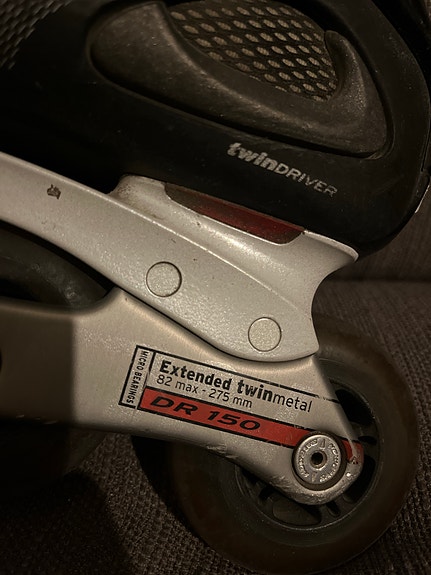 twinDRIVER
MICRO BEARINGS
Extended twinmetal
82 max - 275 mm
DR 150